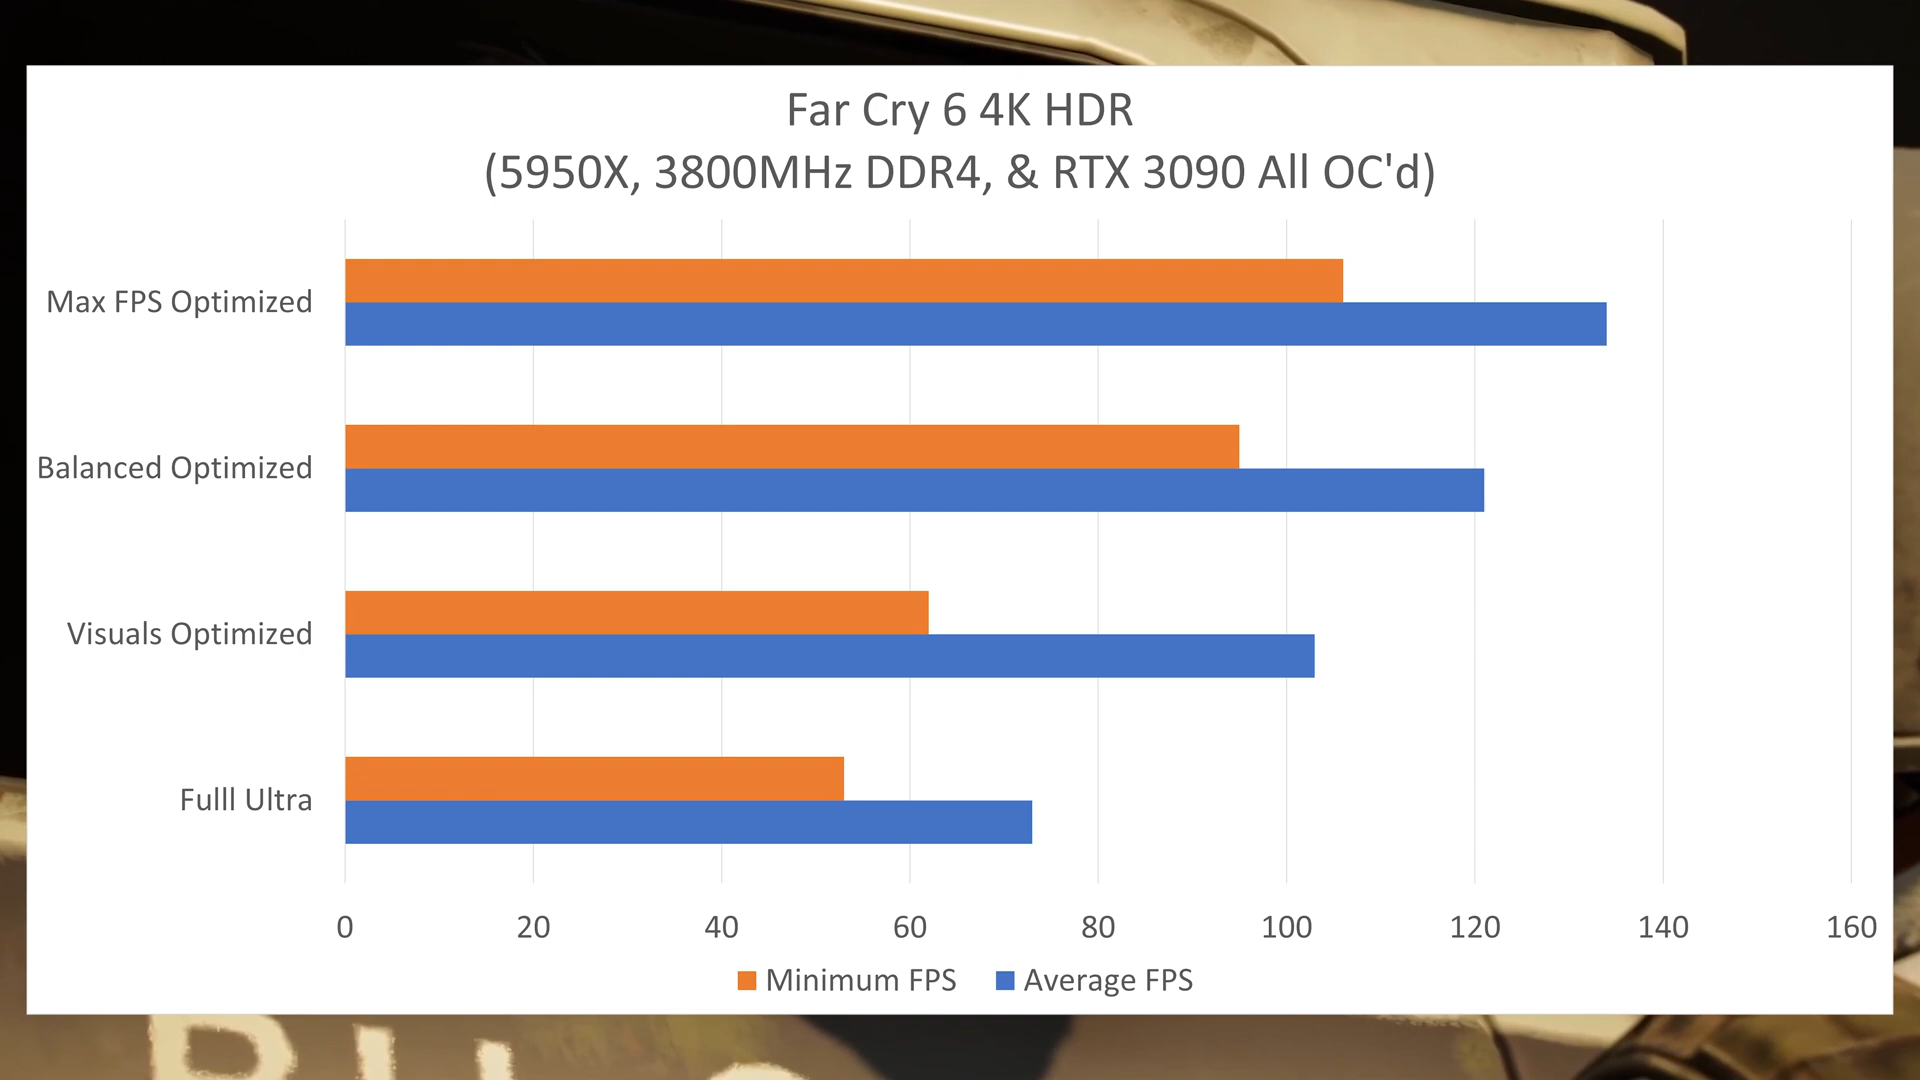 Far Cry 6 4K HDR
(5950X, 3800MHz DDR4, & RTX 3090 All OC'd)
Max FPS Optimized
Balanced Optimized
Visuals Optimized
Fulll Ultra
0 20 40 60 80 100 120 140 160
Minimum FPS Average FPS